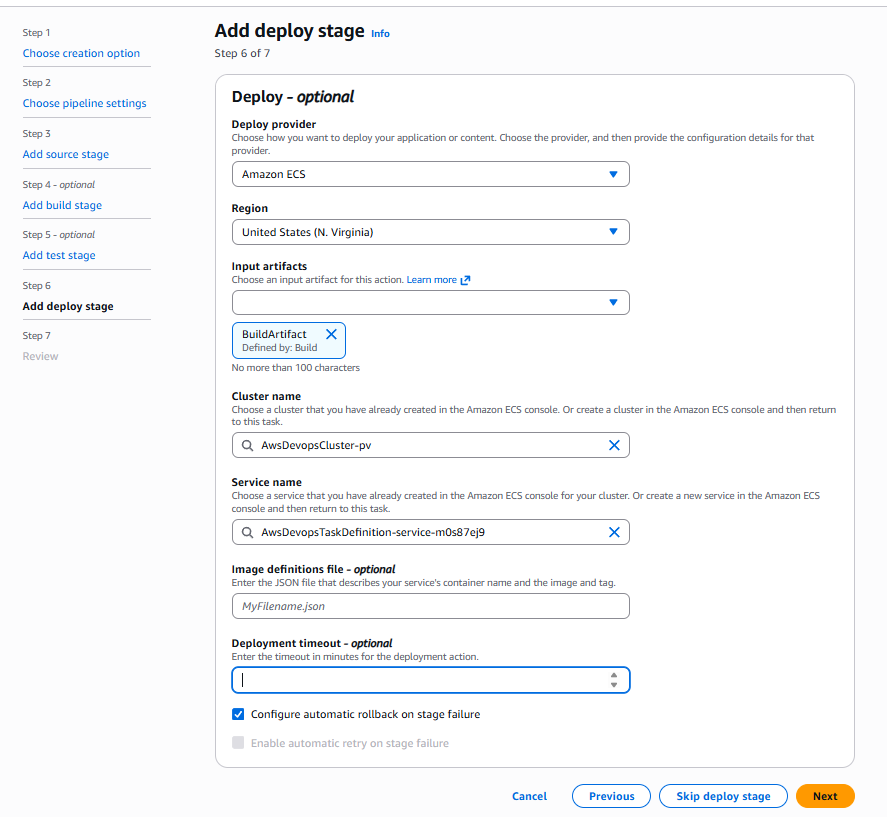 Step 1
Choose creation option
Step 2
Choose pipeline settings
Step 3
Add source stage
Step 4 - optional
Add build stage
Step 5 - optional
Add test stage
Step 6
Add deploy stage
Step 7
Review
Add deploy stage Info
Step 6 of 7
Deploy - optional
Deploy provider
Choose how you want to deploy your application or content. Choose the provider, and then provide the configuration details for that
provider.
Amazon ECS
Region
United States (N. Virginia)
Input artifacts
Choose an input artifact for this action. Learn more
BuildArtifact
Defined by: Build
No more than 100 characters
Cluster name
Choose a cluster that you have already created in the Amazon ECS console. Or create a cluster in the Amazon ECS console and then return
to this task.
AwsDevopsCluster-pv
Service name
Choose a service that you have already created in the Amazon ECS console for your cluster. Or create a new service in the Amazon ECS
console and then return to this task.
AwsDevopsTaskDefinition-service-m0s87ej9
Image definitions file - optional
Enter the JSON file that describes your service's container name and the image and tag.
MyFilename.json
Deployment timeout - optional
Enter the timeout in minutes for the deployment action.
Configure automatic rollback on stage failure
Enable automatic retry on stage failure
Cancel
Previous
Skip deploy stage
Next